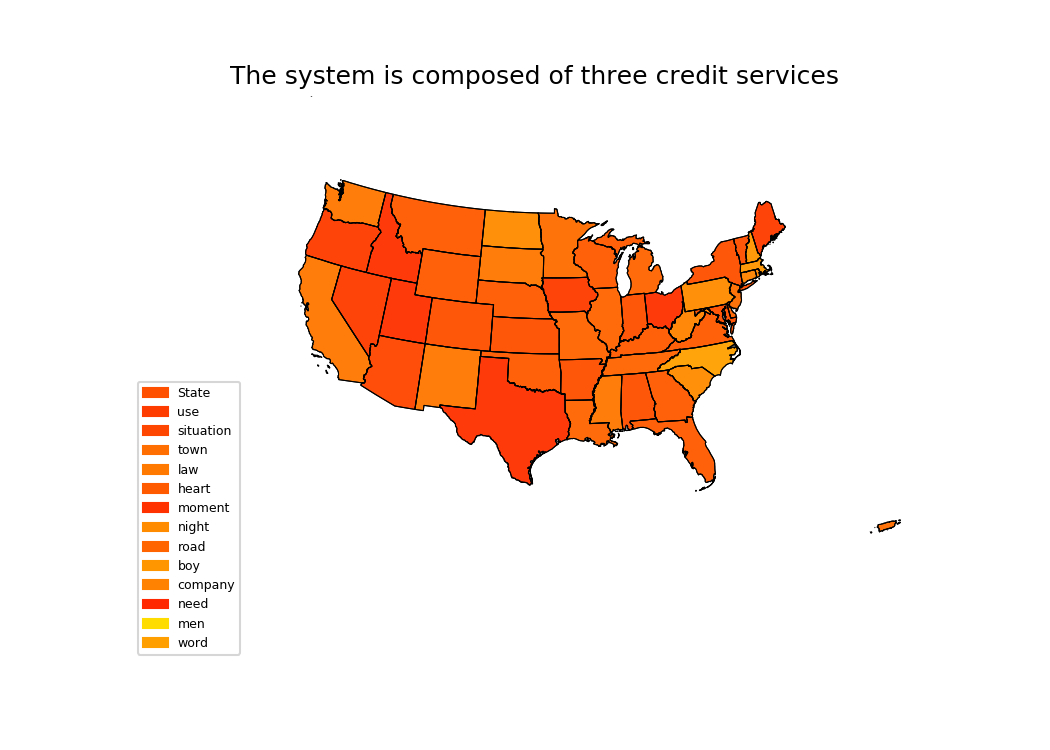 The system is composed of three credit services
State
use
situation
town
law
heart
moment
night
road
boy
company
need
men
word